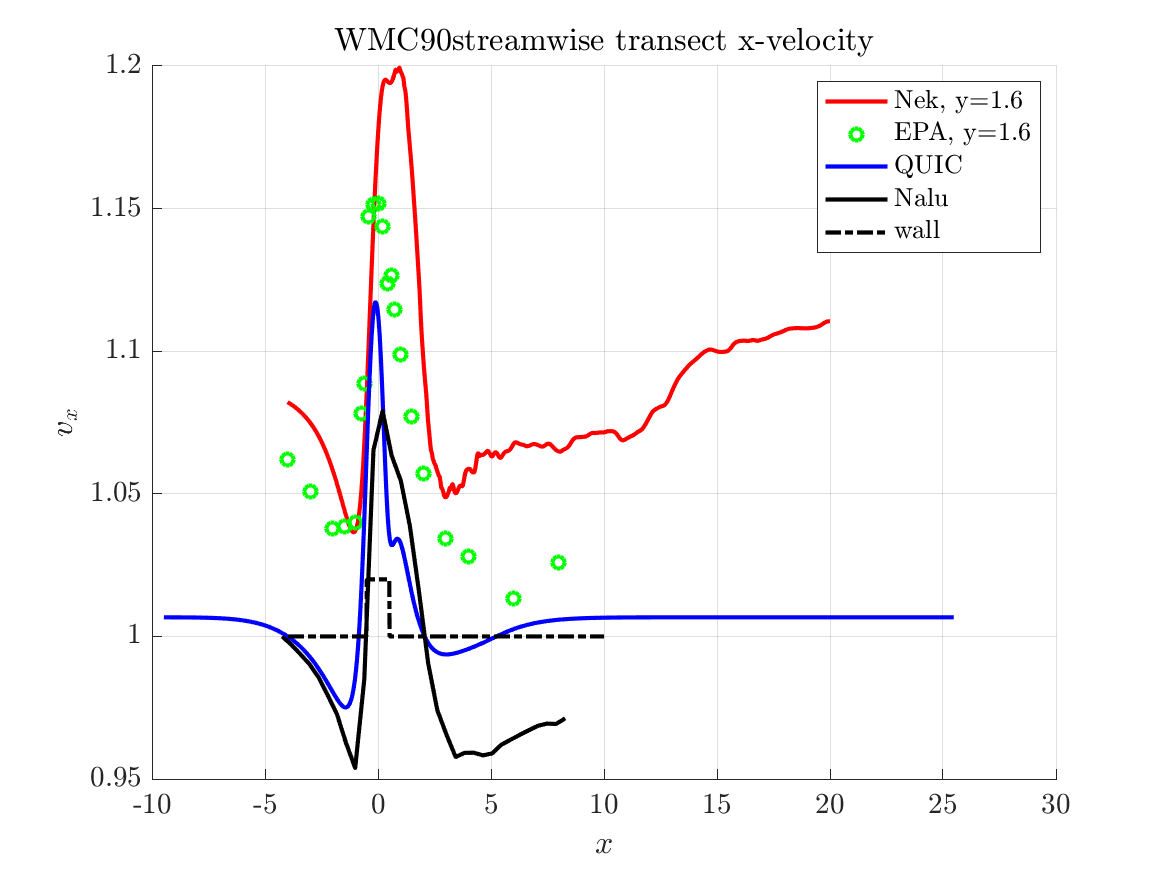 WMC90streamwise transect x-velocity
1.2
1.15
1.1
1.05
1
0.95
v_x
Nek, y=1.6
EPA, y=1.6
QUIC
Nalu
wall
-10 -5 0 5 10 15 20 25 30
x